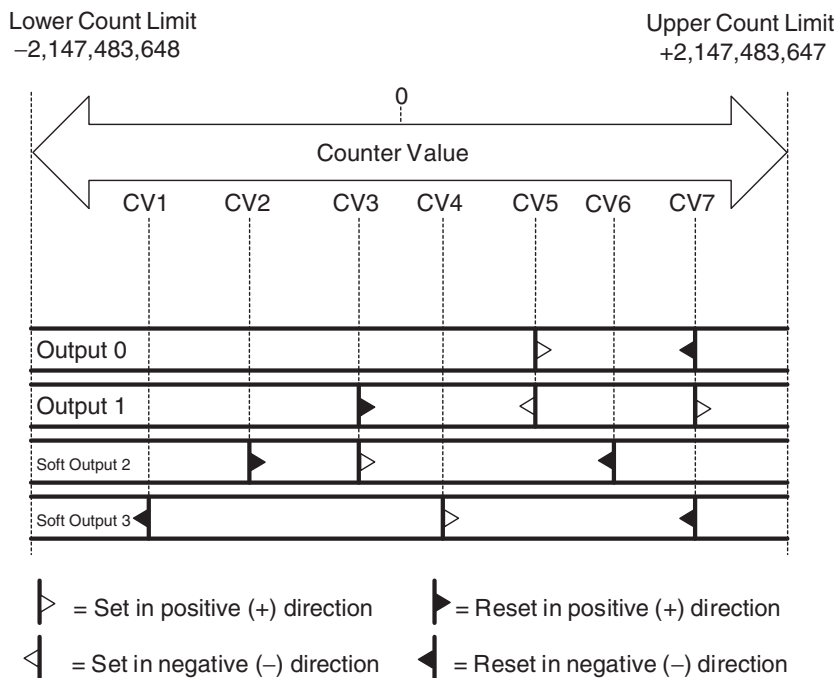 Lower Count Limit
−2,147,483,648
Upper Count Limit
+2,147,483,647
0
Counter Value
CV1 CV2 CV3 CV4 CV5 CV6 CV7
Output 0
Output 1
Soft Output 2
Soft Output 3
= Set in positive (+) direction
= Reset in positive (+) direction
= Set in negative (−) direction
= Reset in negative (−) direction